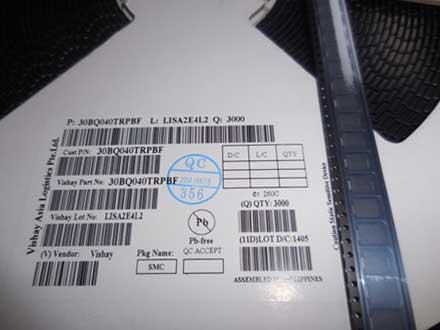 P: 30BQ040TRPBF L: LISA2E4L2 Q: 3000
Cust P/N: 30BQ040TRPBF
Vishay Part No: 30BQ040TRPBF
Vishay Lot No: LISA2E4L2
(V) Vendor: Vishay
Pkg Name:
SMC
Vishay Asia Logistics Pte,Ltd.
QC
356
Pb
Pb-free
QC ACCEPT
D/C L/C QTY
e: 260C
(Q) QTY: 3000
(11D)LOT D/C:1405
ASSEMBLED PHILIPPINES
Caution Static Sensitive Device